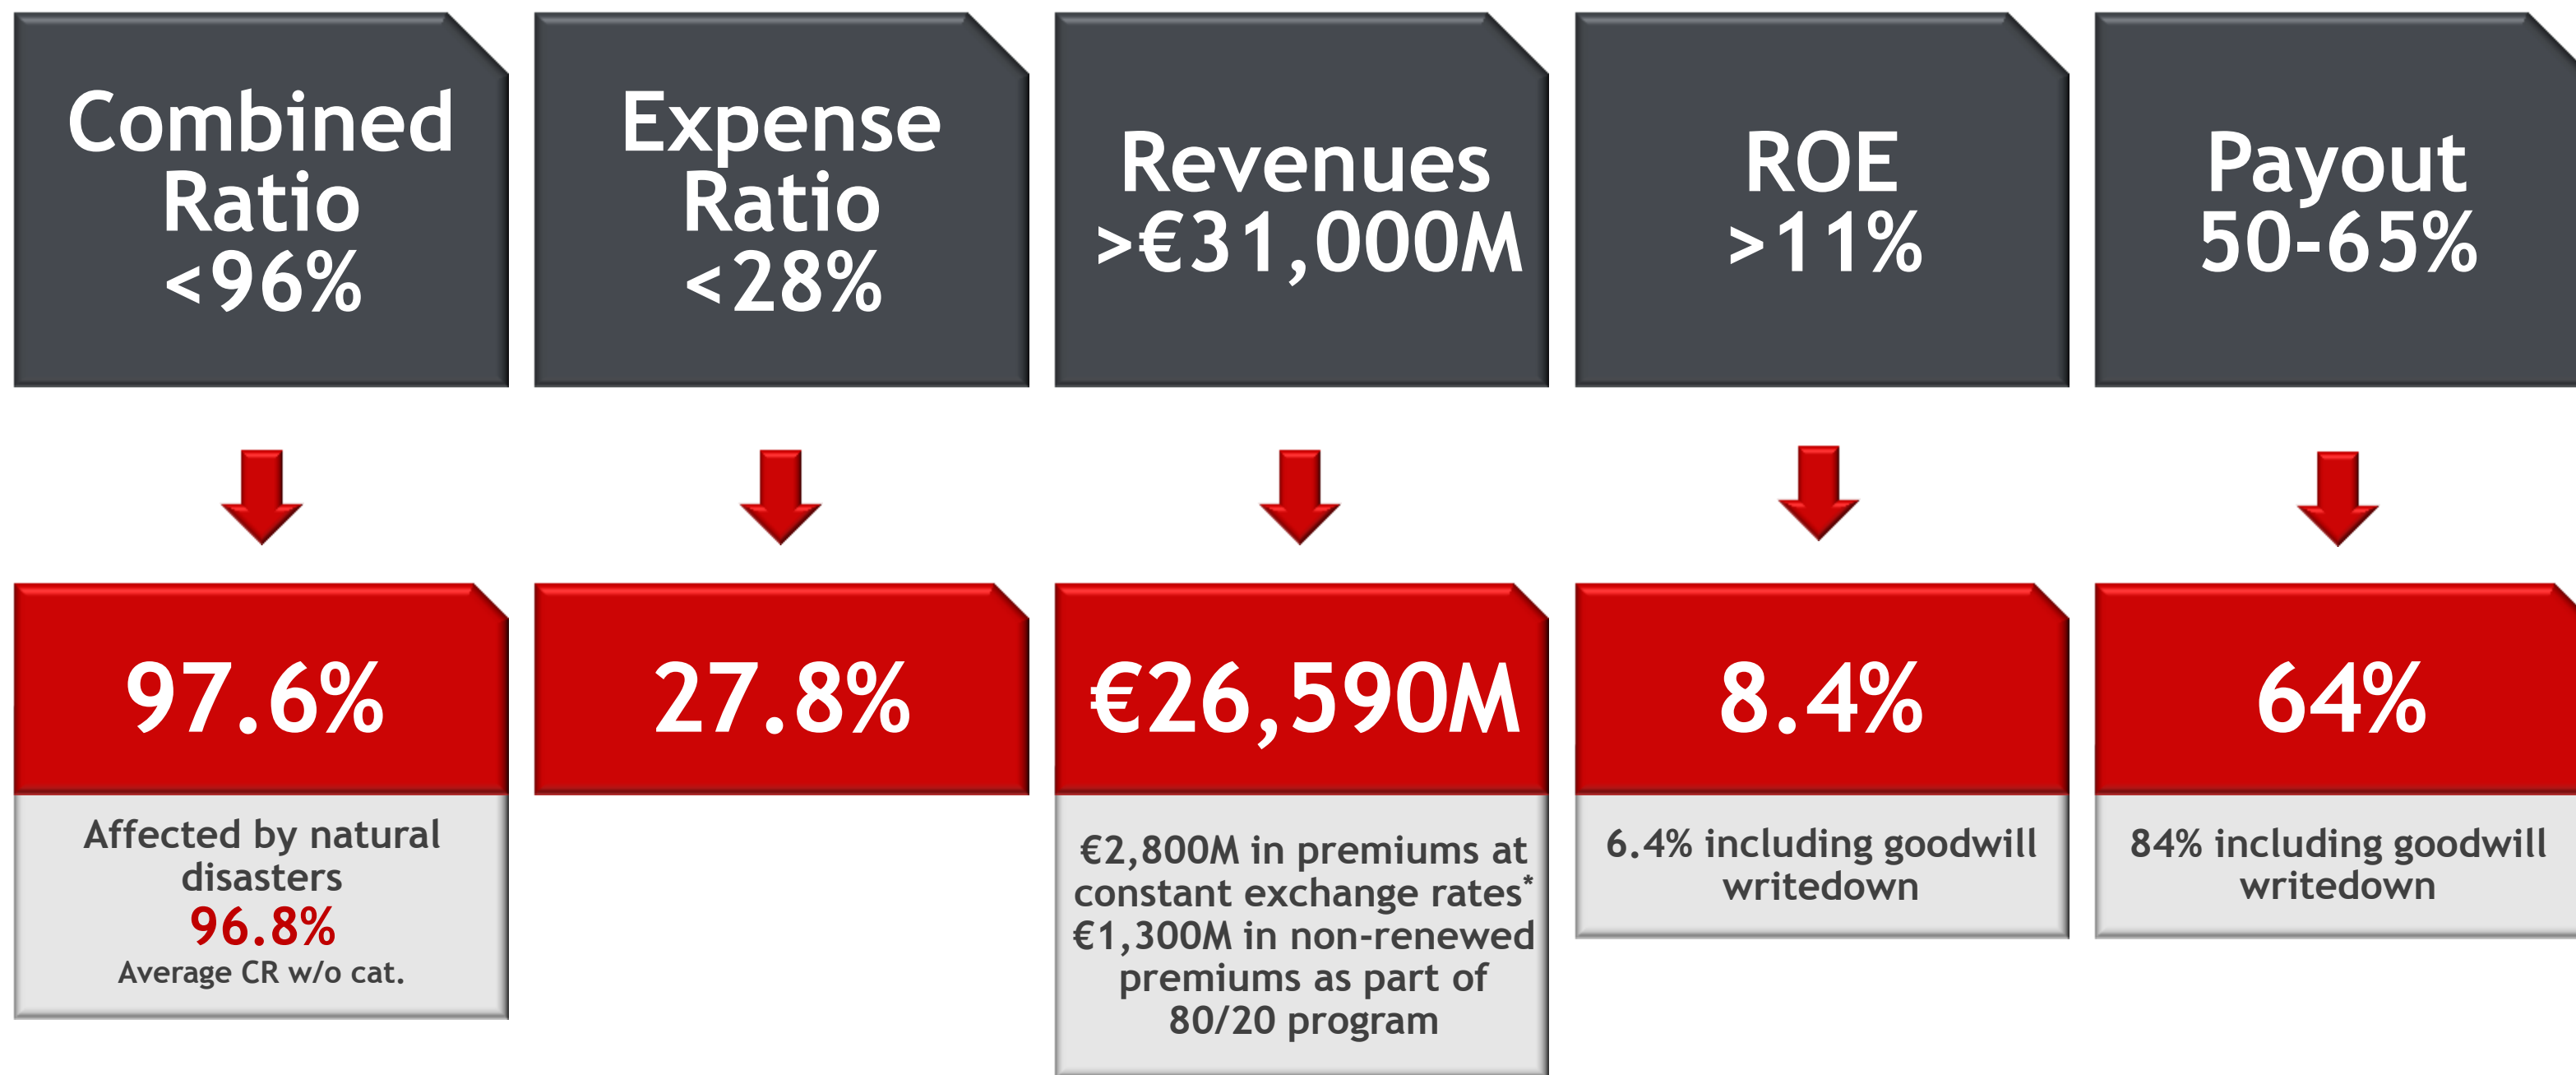 Combined
Ratio
<96%
Expense
Ratio
<28%
Revenues
>€31,000M
ROE
>11%
Payout
50-65%
97.6%
27.8%
€26,590M
8.4%
64%
Affected by natural
disasters
96.8%
Average CR w/o cat.
€2,800M in premiums at
constant exchange rates*
€1,300M in non-renewed
premiums as part of
80/20 program
6.4% including goodwill
writedown
84% including goodwill
writedown